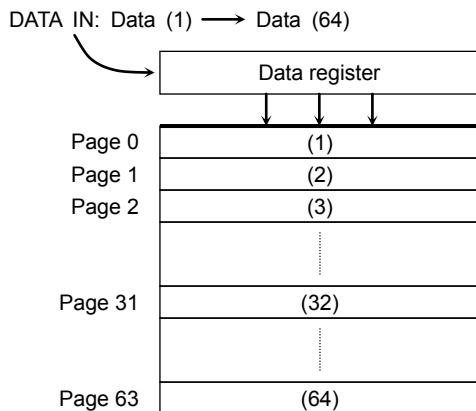 DATA IN: Data (1) Data (64)
Data register
Page 0 (1)
Page 1 (2)
Page 2 (3)
Page 31 (32)
Page 63 (64)